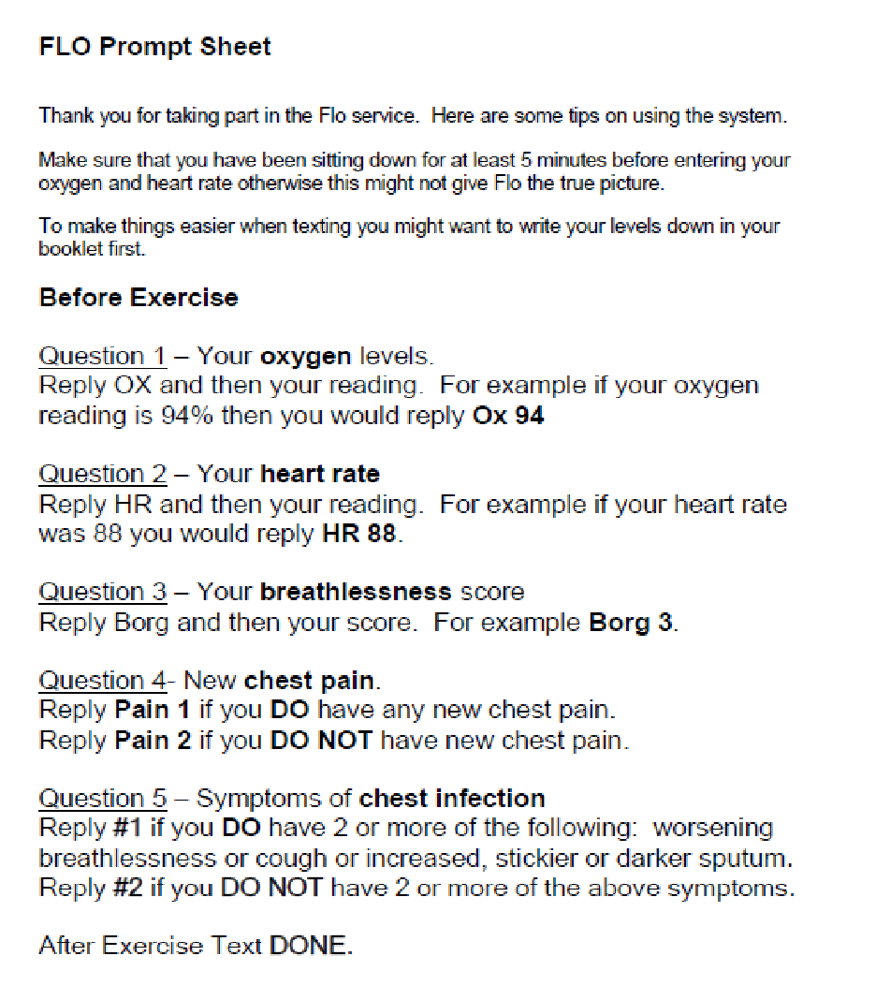 FLO Prompt Sheet
Thank you for taking part in the Flo service.  Here are some tips on using the system.
Make sure that you have been sitting down for at least 5 minutes before entering your
oxygen and heart rate otherwise this might not give Flo the true picture.
To make things easier when texting you might want to write your levels down in your
booklet first.
Before Exercise
Question 1 – Your oxygen levels.
Reply OX and then your reading.  For example if your oxygen
reading is 94% then you would reply Ox 94
Question 2 – Your heart rate
Reply HR and then your reading.  For example if your heart rate
was 88 you would reply HR 88.
Question 3 – Your breathlessness score
Reply Borg and then your score.  For example Borg 3.
Question 4- New chest pain.
Reply Pain 1 if you DO have any new chest pain.
Reply Pain 2 if you DO NOT have new chest pain.
Question 5 – Symptoms of chest infection
Reply #1 if you DO have 2 or more of the following:  worsening
breathlessness or cough or increased, stickier or darker sputum.
Reply #2 if you DO NOT have 2 or more of the above symptoms.
After Exercise Text DONE.